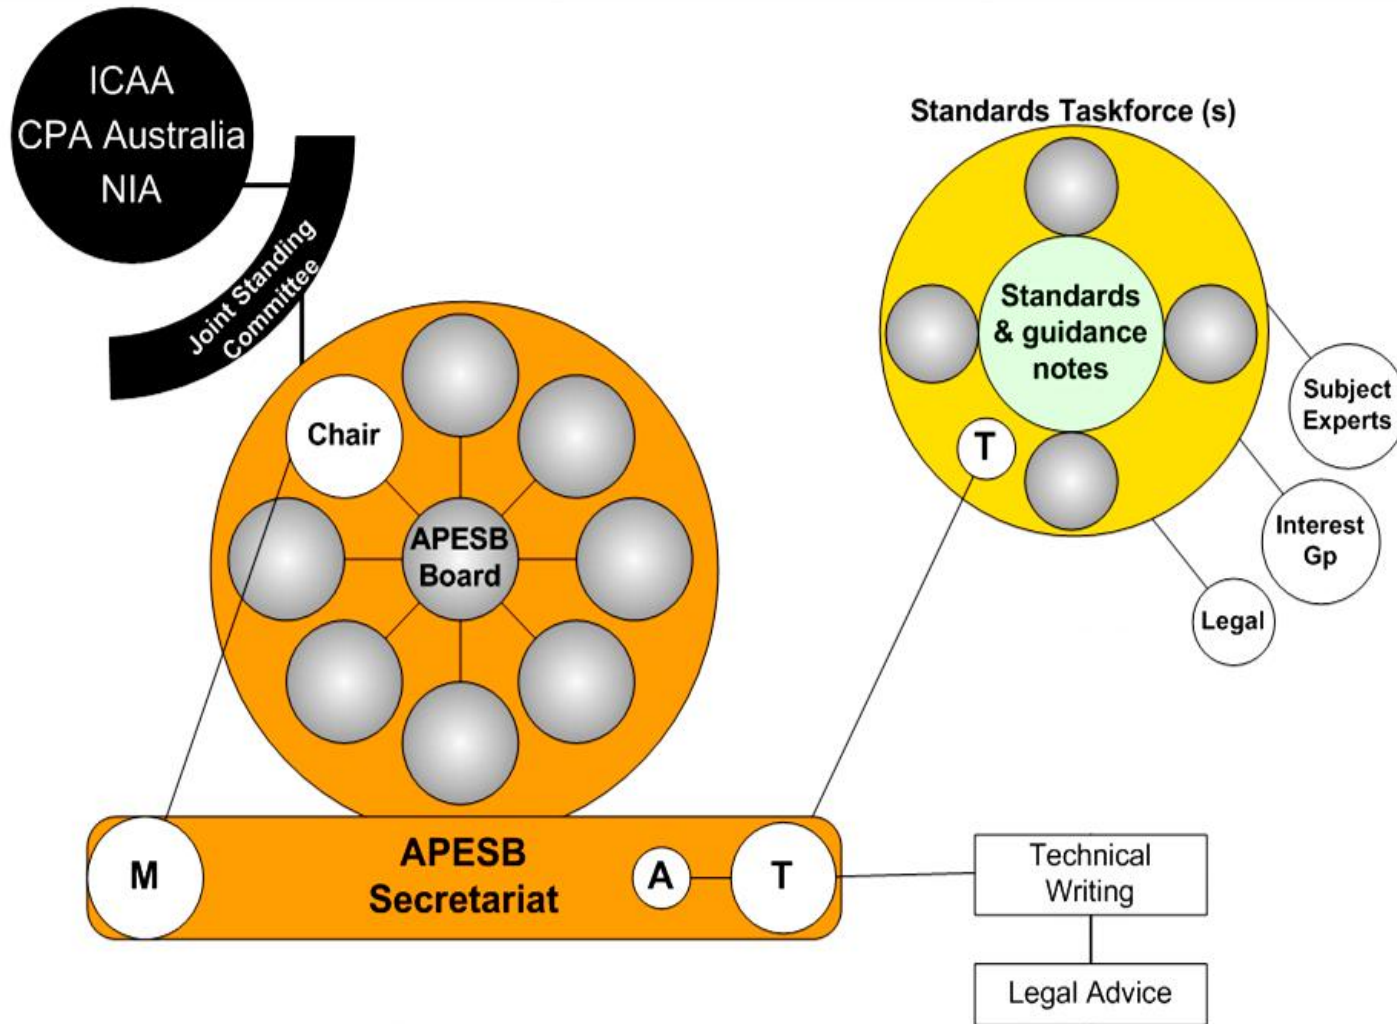 ICAA
CPA Australia
NIA
Joint Standing
Committee
Standards Taskforce (s)
Standards
& guidance
notes
T
Subject
Experts
Interest
Gp
Legal
Chair
APESB
Board
M
APESB
Secretariat
A
T
Technical
Writing
Legal Advice